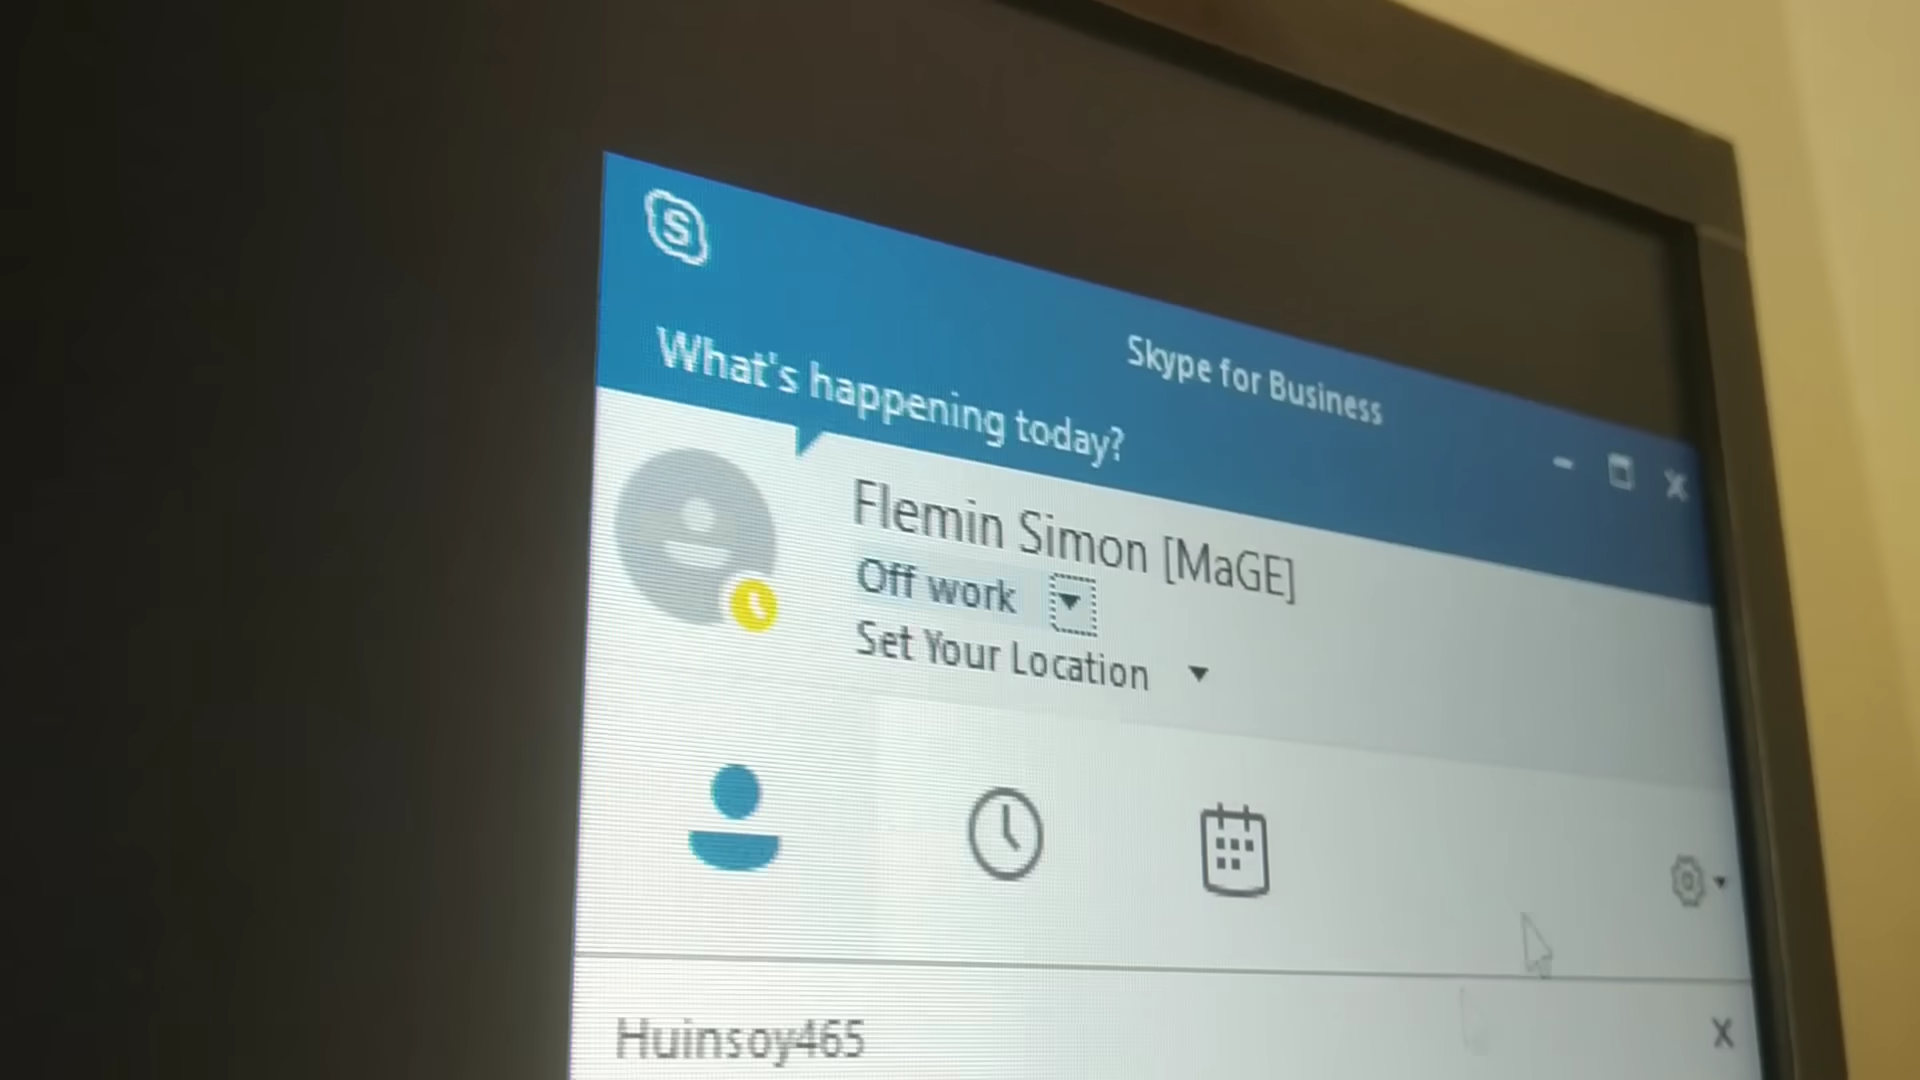 Skype for Business
What's happening today?
Flemin Simon [MaGE]
Off work
Set Your Location
Huinsoy465